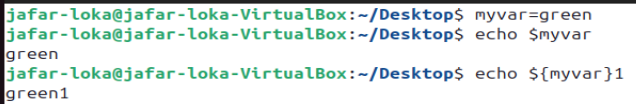 jafar-loka@jafar-loka-VirtualBox:~/Desktop$ myvar=green
jafar-loka@jafar-loka-VirtualBox:~/Desktop$ echo $myvar
green
jafar-loka@jafar-loka-VirtualBox:~/Desktop$ echo ${myvar}1
green1